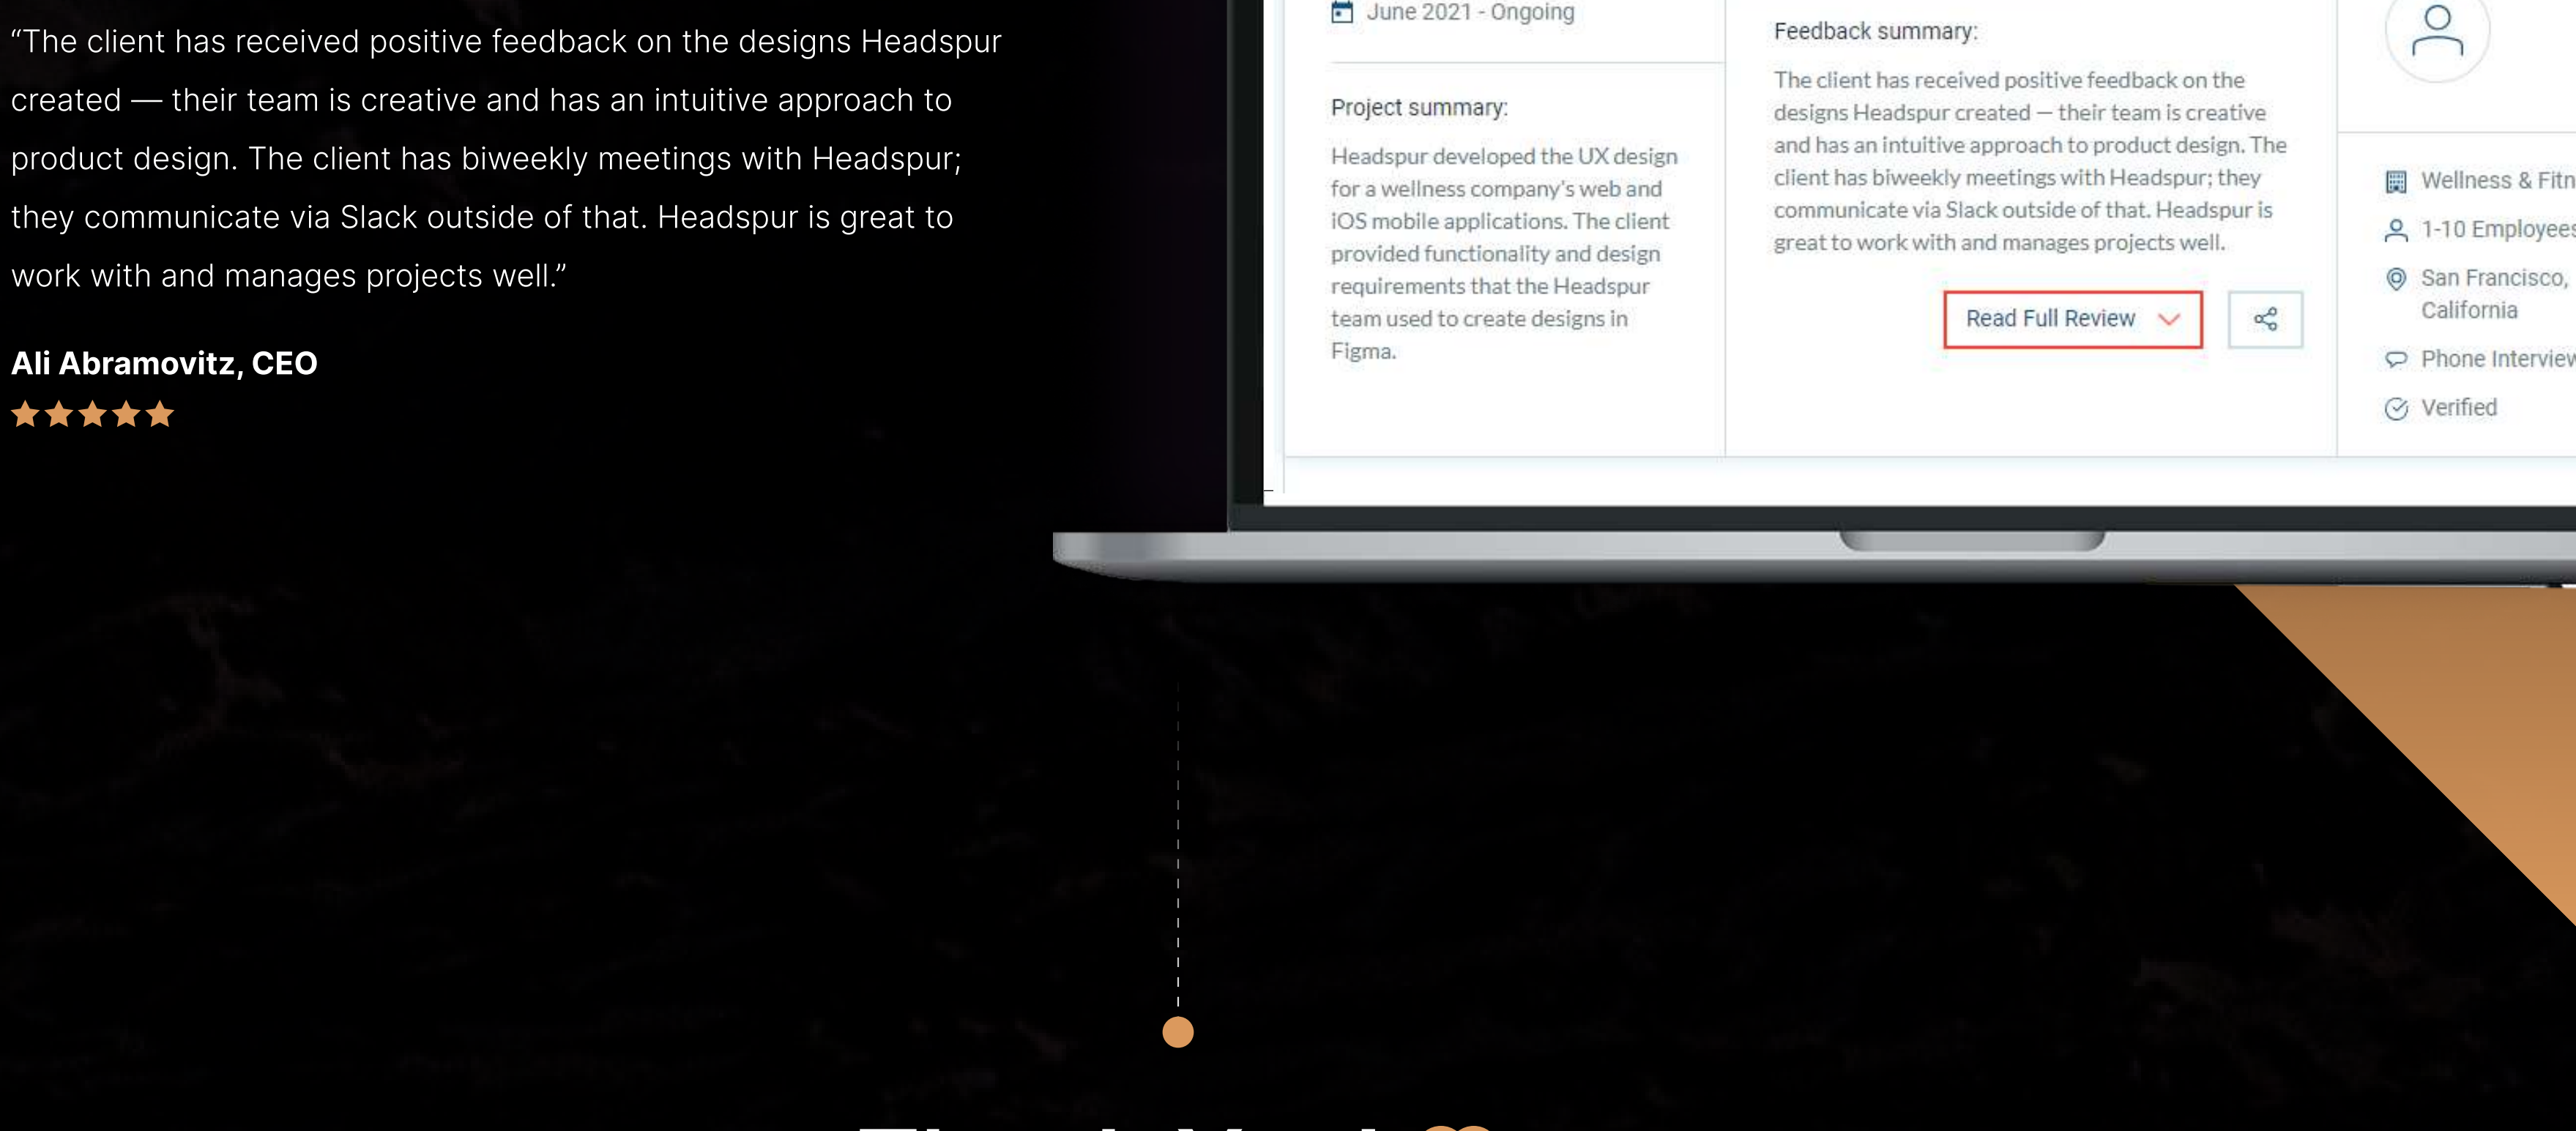 “The client has received positive feedback on the designs Headspur
created — their team is creative and has an intuitive approach to
product design. The client has biweekly meetings with Headspur;
they communicate via Slack outside of that. Headspur is great to
work with and manages projects well.”
Ali Abramovitz, CEO
June 2021 - Ongoing
Project summary:
Headspur developed the UX design
for a wellness company's web and
iOS mobile applications. The client
provided functionality and design
requirements that the Headspur
team used to create designs in
Figma.
Feedback summary:
The client has received positive feedback on the
designs Headspur created — their team is creative
and has an intuitive approach to product design. The
client has biweekly meetings with Headspur; they
communicate via Slack outside of that. Headspur is
great to work with and manages projects well.
Read Full Review
Wellness & Fitn
1-10 Employees
San Francisco,
California
Phone Interview
Verified